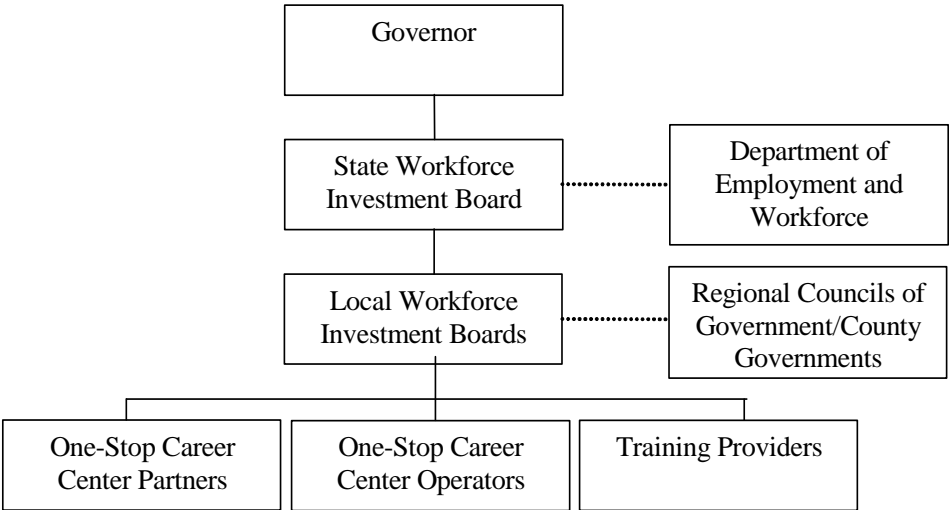 Governor
State Workforce
Investment Board
Department of
Employment and
Workforce
Local Workforce
Investment Boards
Regional Councils of
Government/County
Governments
One-Stop Career
Center Partners
One-Stop Career
Center Operators
Training Providers